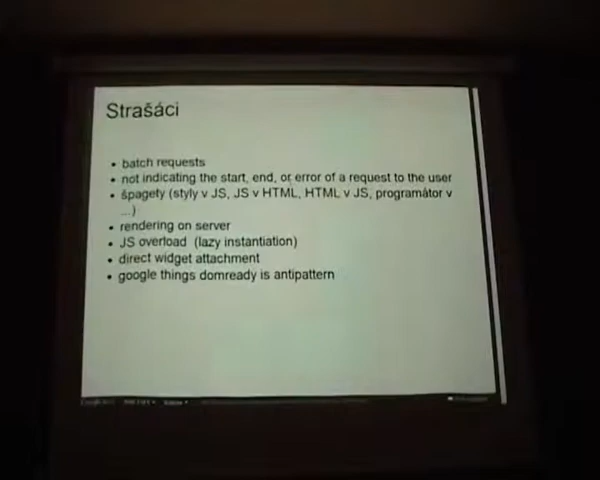 Strašáci
• batch requests
• not indicating the start, end, or error of a request to the user
• špagety (styly v JS, JS v HTML, HTML v JS, programátor v
...)
• rendering on server
• JS overload (lazy instantiation)
• direct widget attachment
• google things domready is antipattern